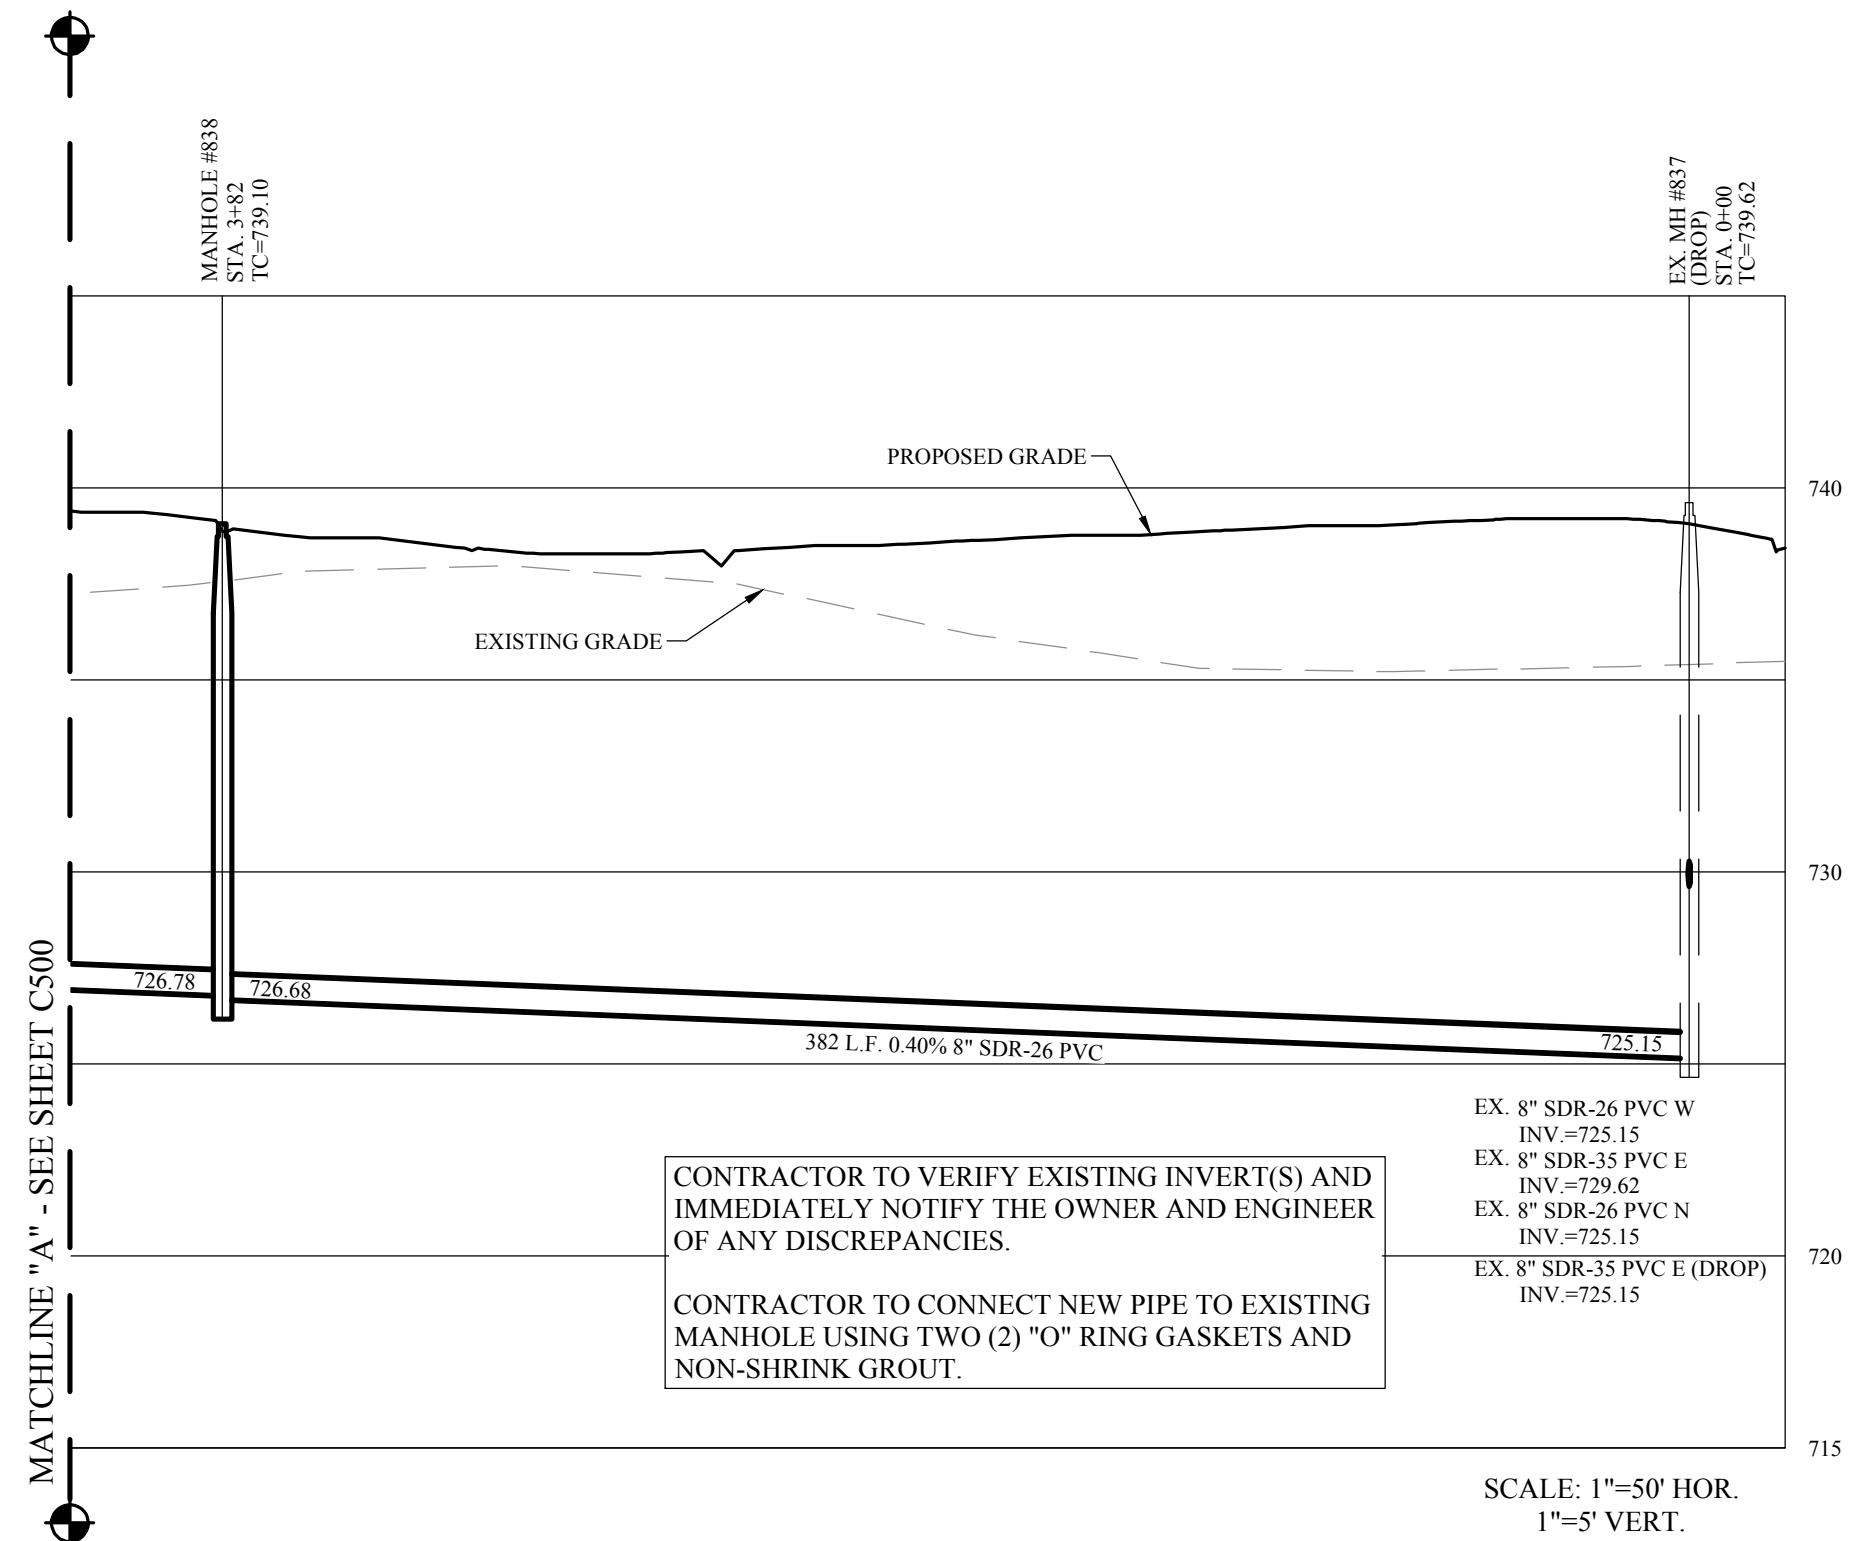 MANHOLE #838
STA. 3+82
TC=739.10
EX. MH #837
(DROP)
STA. 0+00
TC=739.62
PROPOSED GRADE
740
EXISTING GRADE
730
726.78
726.68
382 L.F. 0.40% 8" SDR-26 PVC
725.15
EX. 8" SDR-26 PVC W
INV.=725.15
EX. 8" SDR-35 PVC E
INV.=729.62
EX. 8" SDR-26 PVC N
INV.=725.15
EX. 8" SDR-35 PVC E (DROP)
INV.=725.15
CONTRACTOR TO VERIFY EXISTING INVERT(S) AND
IMMEDIATELY NOTIFY THE OWNER AND ENGINEER
OF ANY DISCREPANCIES.
CONTRACTOR TO CONNECT NEW PIPE TO EXISTING
MANHOLE USING TWO (2) "O" RING GASKETS AND
NON-SHRINK GROUT.
720
715
MATCHLINE "A" - SEE SHEET C500
SCALE: 1"=50' HOR.
1"=5' VERT.